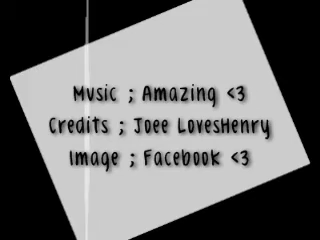 Music ; Amazing <3
Credits ; Joee LovesHenry
Image ; Facebook <3